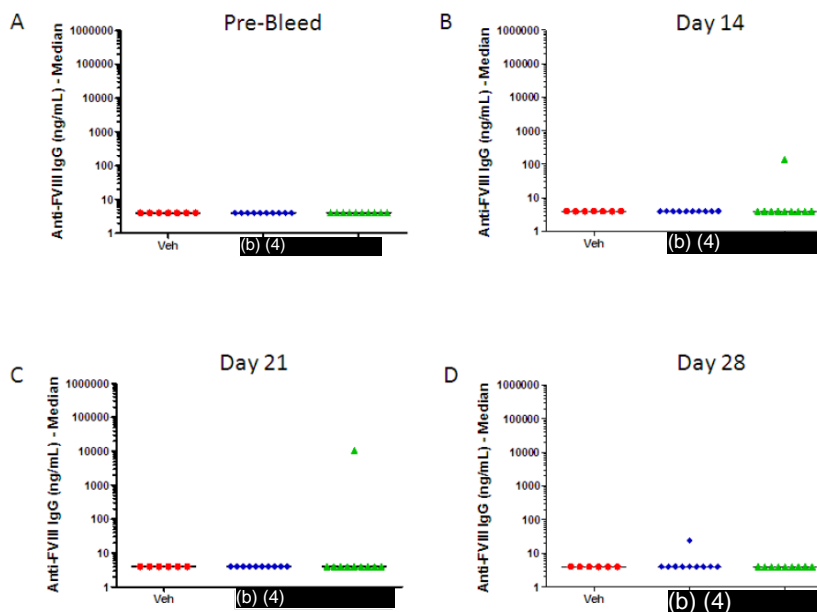 A
Pre-Bleed
Anti-FVIII IgG (ng/mL) - Median
1000000
100000
10000
1000
100
10
1
Veh
(b) (4)
B
Day 14
Anti-FVIII IgG (ng/mL) - Median
1000000
100000
10000
1000
100
10
1
Veh
(b) (4)
C
Day 21
Anti-FVIII IgG (ng/mL) - Median
1000000
100000
10000
1000
100
10
1
Veh
(b) (4)
D
Day 28
Anti-FVIII IgG (ng/mL) - Median
1000000
100000
10000
1000
100
10
1
Veh
(b) (4)